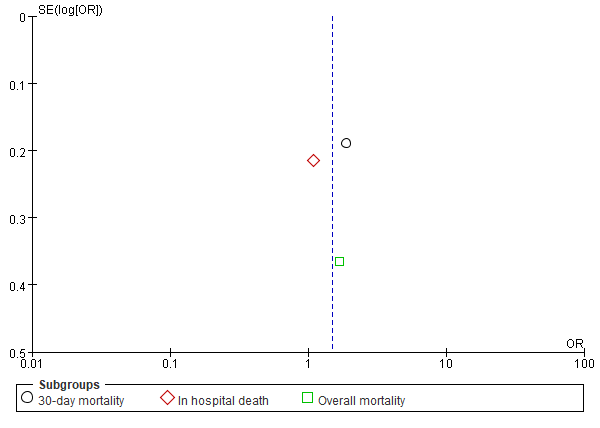 SE(log[OR])
0
0.1
0.2
0.3
0.4
0.5
OR
0.01 0.1 1 10 100
Subgroups
30-day mortality In hospital death Overall mortality